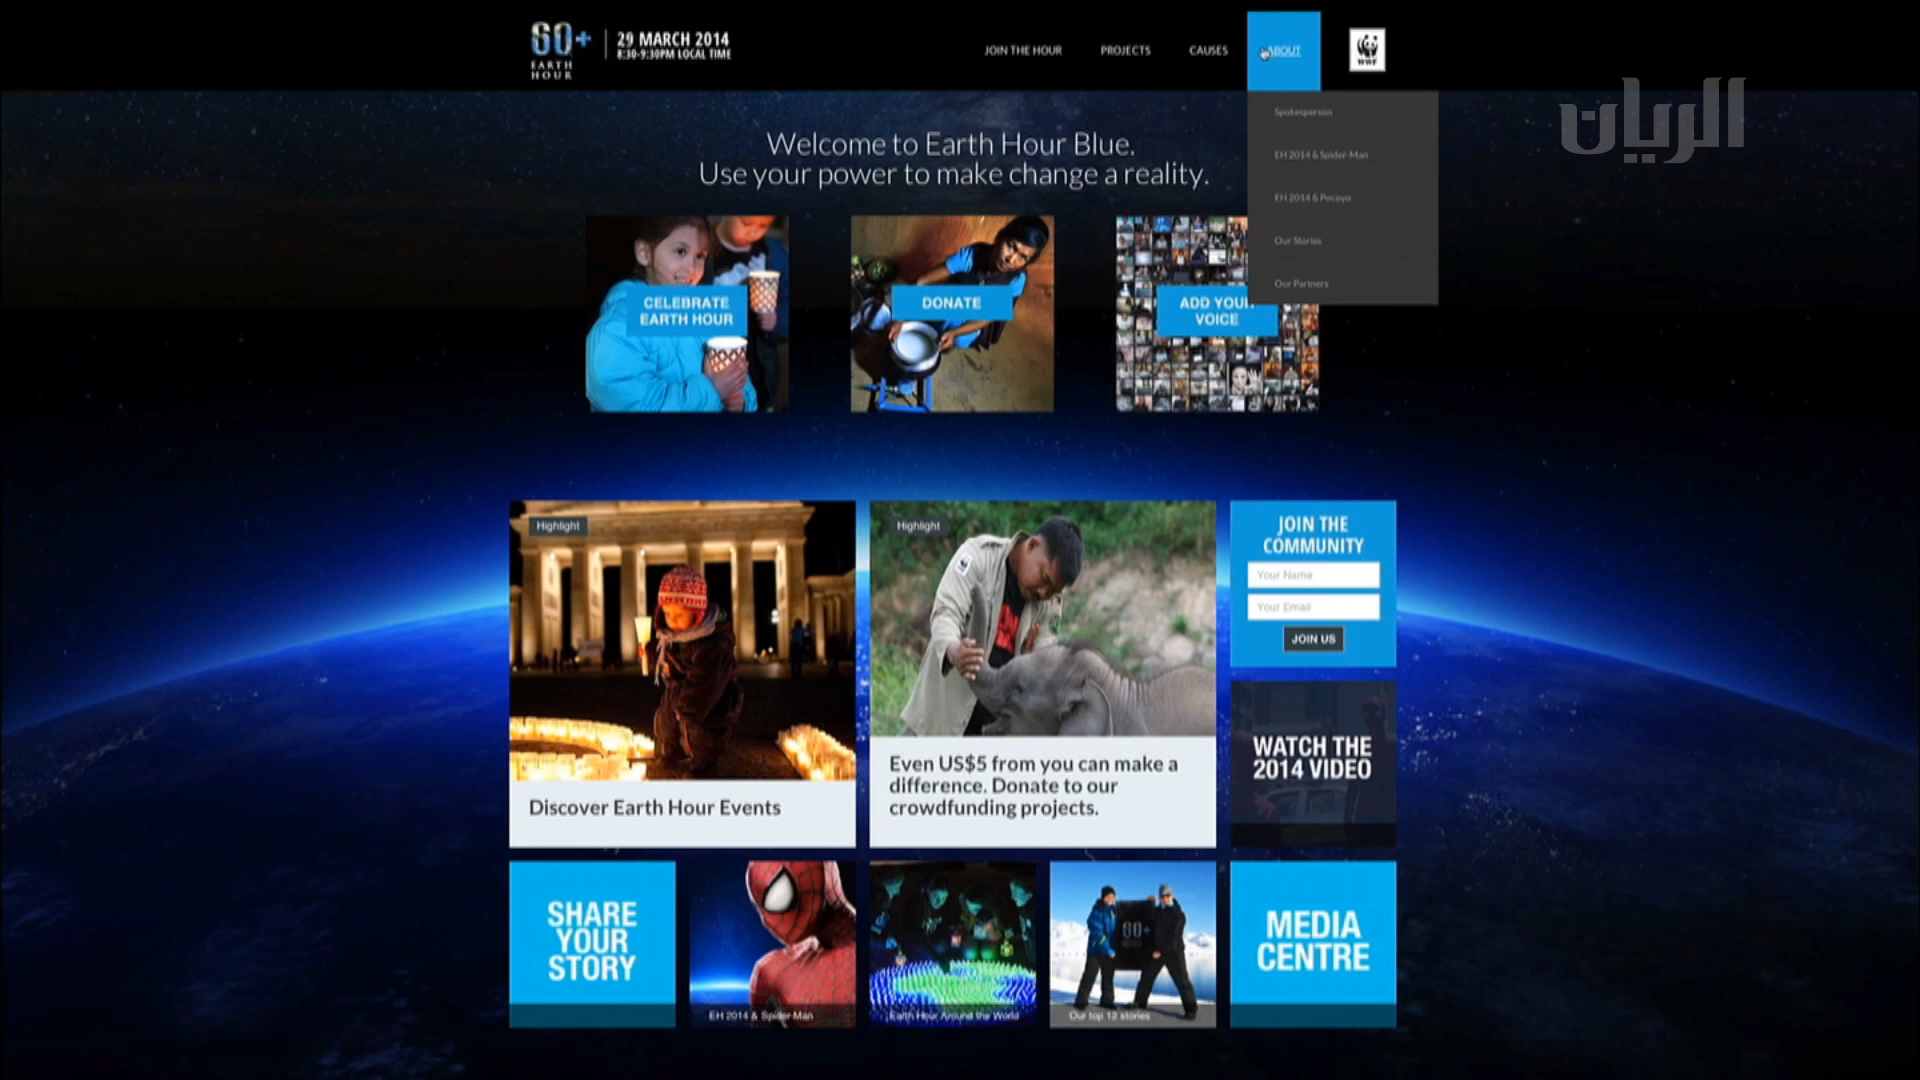 60+
EARTH
HOUR
29 MARCH 2014
8:30-9:30PM LOCAL TIME
JOIN THE HOUR
PROJECTS
CAUSES
ABOUT
WWF
الريان
Spokesperson
EH 2014 & Spider-Man
EH 2014 & Pocoyo
Our Stories
Our Partners
Welcome to Earth Hour Blue.
Use your power to make change a reality.
CELEBRATE
EARTH HOUR
DONATE
ADD YOUR
VOICE
Highlight
Discover Earth Hour Events
Highlight
Even US$5 from you can make a
difference. Donate to our
crowdfunding projects.
JOIN THE
COMMUNITY
Your Name
Your Email
JOIN US
WATCH THE
2014 VIDEO
SHARE
YOUR
STORY
EH 2014 & Spider-Man
Earth Hour Around the World
60+
Our top 12 stories
MEDIA
CENTRE